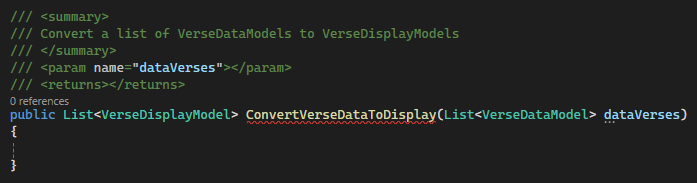 /// <summary>
/// Convert a list of VerseDataModels to VerseDisplayModels
/// </summary>
/// <param name="dataVerses"></param>
/// <returns></returns>
0 references
public List<VerseDisplayModel> ConvertVerseDataToDisplay(List<VerseDataModel> dataVerses)
{
}